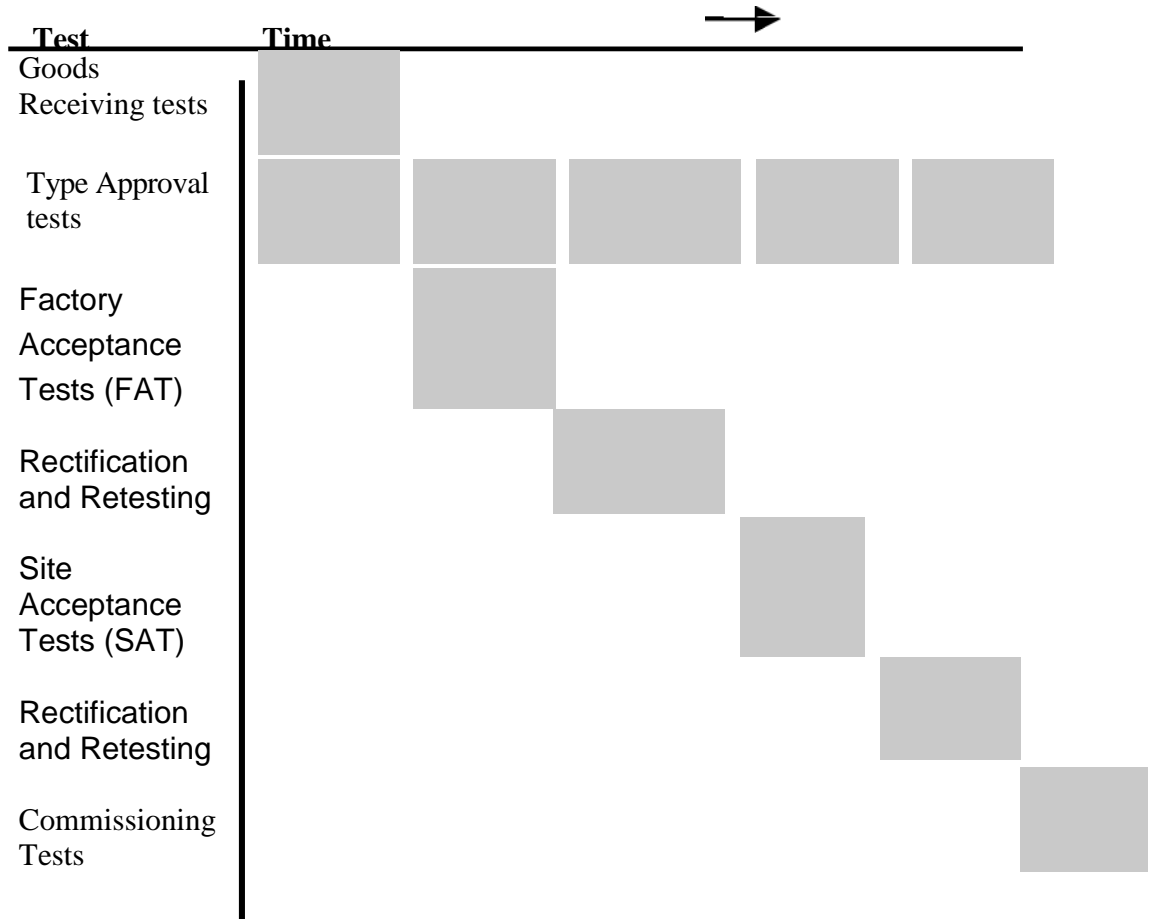 Test Time
Goods
Receiving tests
Type Approval
tests
Factory
Acceptance
Tests (FAT)
Rectification
and Retesting
Site
Acceptance
Tests (SAT)
Rectification
and Retesting
Commissioning
Tests